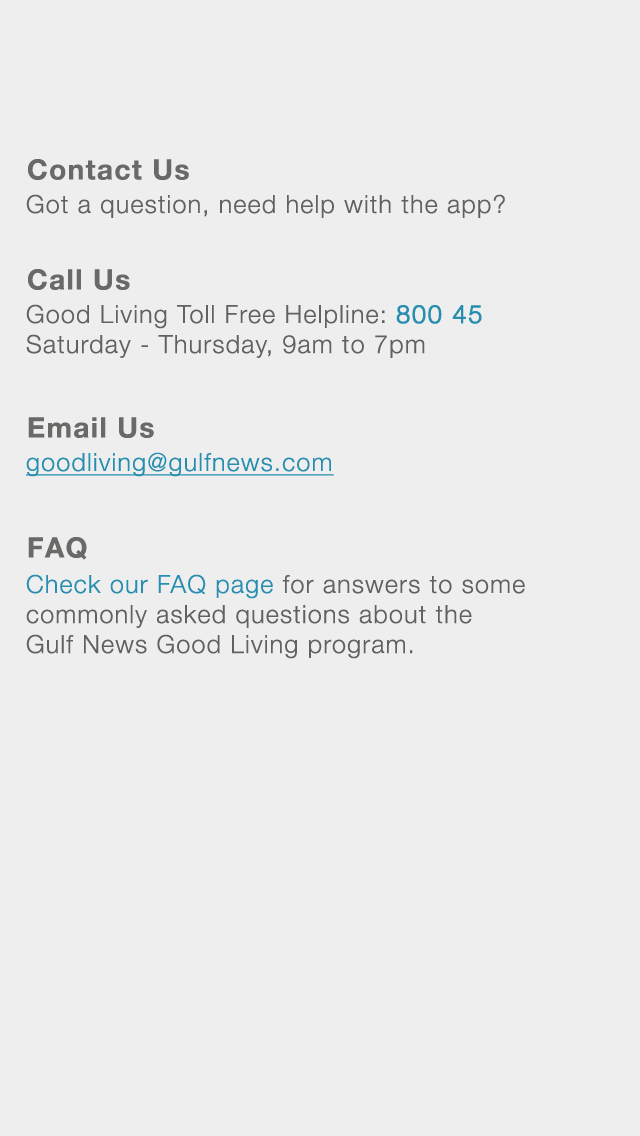 Contact Us
Got a question, need help with the app?
Call Us
Good Living Toll Free Helpline: 800 45
Saturday - Thursday, 9am to 7pm
Email Us
goodliving@gulfnews.com
FAQ
Check our FAQ page for answers to some
commonly asked questions about the
Gulf News Good Living program.